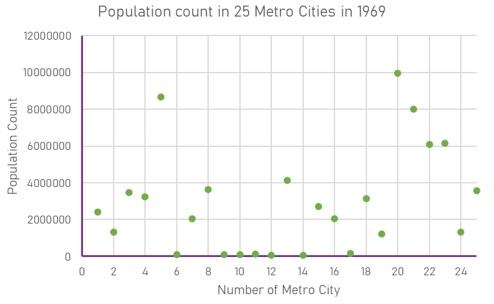 Population count in 25 Metro Cities in 1969
12000000
10000000
8000000
6000000
4000000
2000000
0
Population Count
0 2 4 6 8 10 12 14 16 18 20 22 24
Number of Metro City